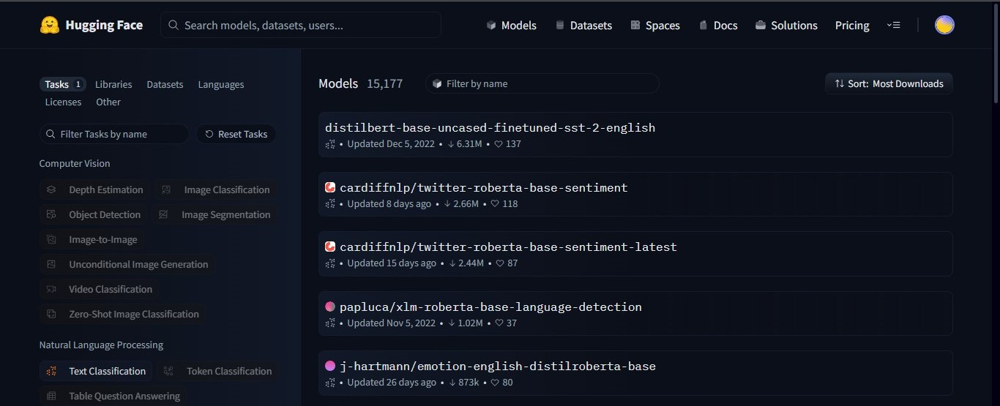 Hugging Face
Search models, datasets, users...
Models
Datasets
Spaces
Docs
Solutions
Pricing
Tasks 1 Libraries Datasets Languages
Licenses Other
Filter Tasks by name Reset Tasks
Computer Vision
Depth Estimation Image Classification
Object Detection Image Segmentation
Image-to-Image
Unconditional Image Generation
Video Classification
Zero-Shot Image Classification
Natural Language Processing
Text Classification Token Classification
Table Question Answering
Models 15,177 Filter by name Sort: Most Downloads
distilbert-base-uncased-finetuned-sst-2-english
• Updated Dec 5, 2022 • ↓ 6.31M • ♡ 137
cardiffnlp/twitter-roberta-base-sentiment
• Updated 8 days ago • ↓ 2.66M • ♡ 118
cardiffnlp/twitter-roberta-base-sentiment-latest
• Updated 15 days ago • ↓ 2.44M • ♡ 87
papluca/xlm-roberta-base-language-detection
• Updated Nov 5, 2022 • ↓ 1.02M • ♡ 37
j-hartmann/emotion-english-distilroberta-base
• Updated 26 days ago • ↓ 873k • ♡ 80